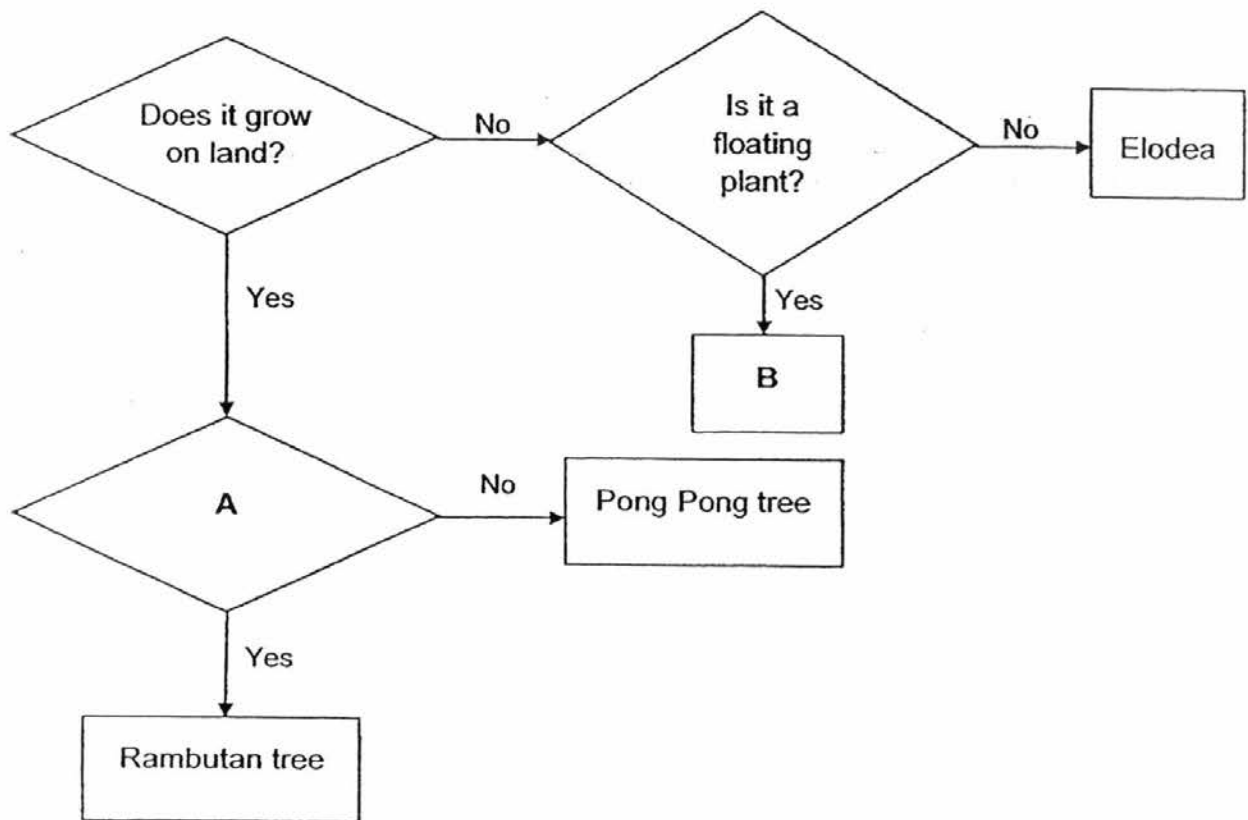 Does it grow
on land?
No
Is it a
floating
plant?
No
Elodea
Yes
Yes
B
A
No
Pong Pong tree
Yes
Rambutan tree